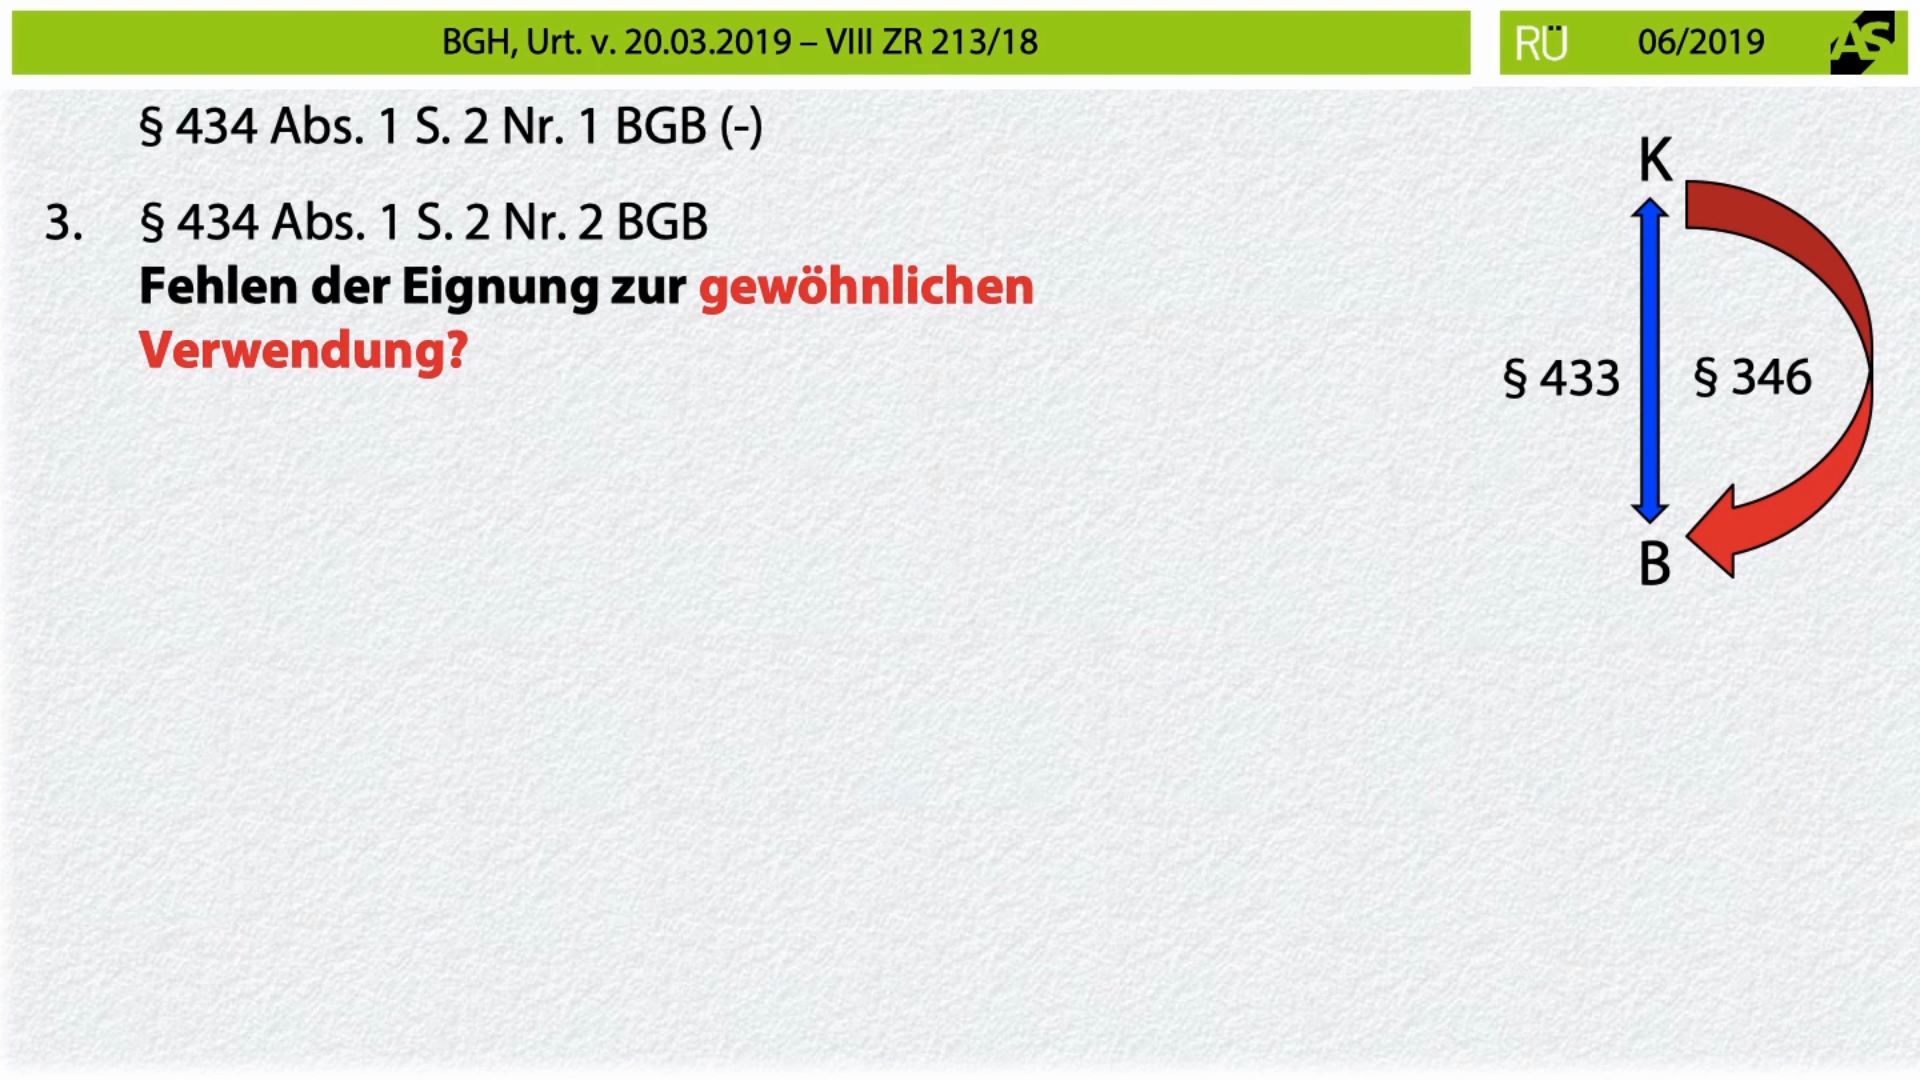 BGH, Urt. v. 20.03.2019 – VIII ZR 213/18
RÜ 06/2019 AS
§ 434 Abs. 1 S. 2 Nr. 1 BGB (-)
3. § 434 Abs. 1 S. 2 Nr. 2 BGB
Fehlen der Eignung zur gewöhnlichen
Verwendung?
K
§ 433 § 346
B